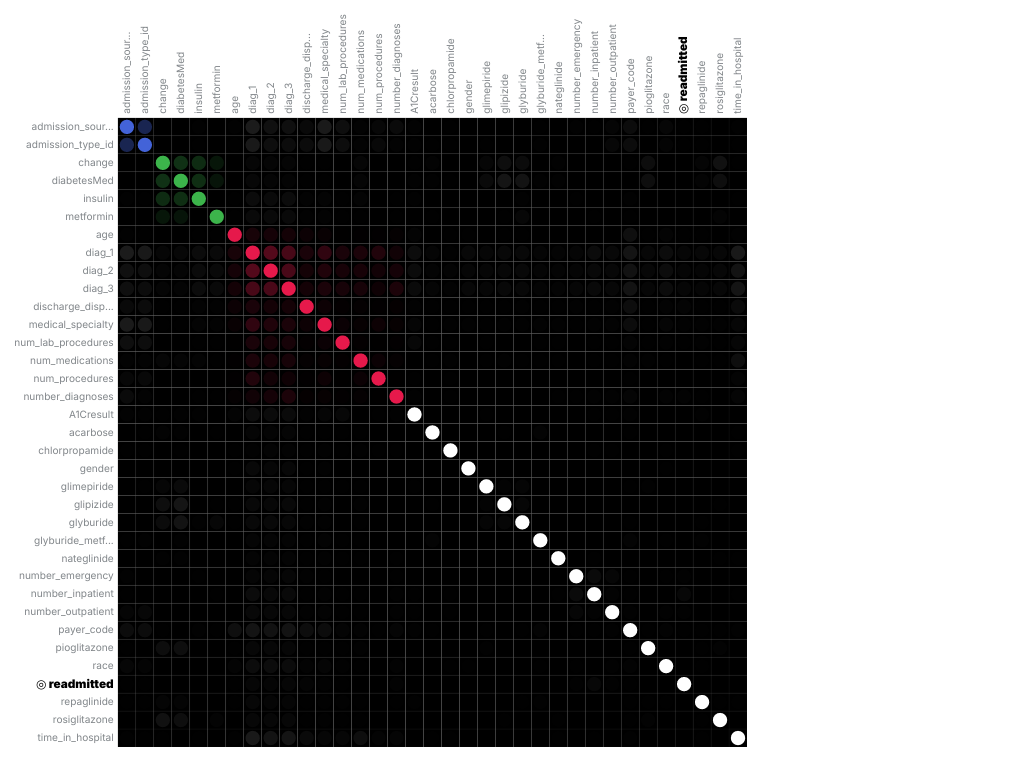 admission_sour...
admission_type_id
change
diabetesMed
insulin
metformin
age
diag_1
diag_2
diag_3
discharge_disp...
medical_specialty
num_lab_procedures
num_medications
num_procedures
number_diagnoses
A1Cresult
acarbose
chlorpropamide
gender
glimepiride
glipizide
glyburide
glyburide_metf...
nateglinide
number_emergency
number_inpatient
number_outpatient
payer_code
pioglitazone
race
◎ readmitted
repaglinide
rosiglitazone
time_in_hospital
admission_sour...
admission_type_id
change
diabetesMed
insulin
metformin
age
diag_1
diag_2
diag_3
discharge_disp...
medical_specialty
num_lab_procedures
num_medications
num_procedures
number_diagnoses
A1Cresult
acarbose
chlorpropamide
gender
glimepiride
glipizide
glyburide
glyburide_metf...
nateglinide
number_emergency
number_inpatient
number_outpatient
payer_code
pioglitazone
race
◎ readmitted
repaglinide
rosiglitazone
time_in_hospital